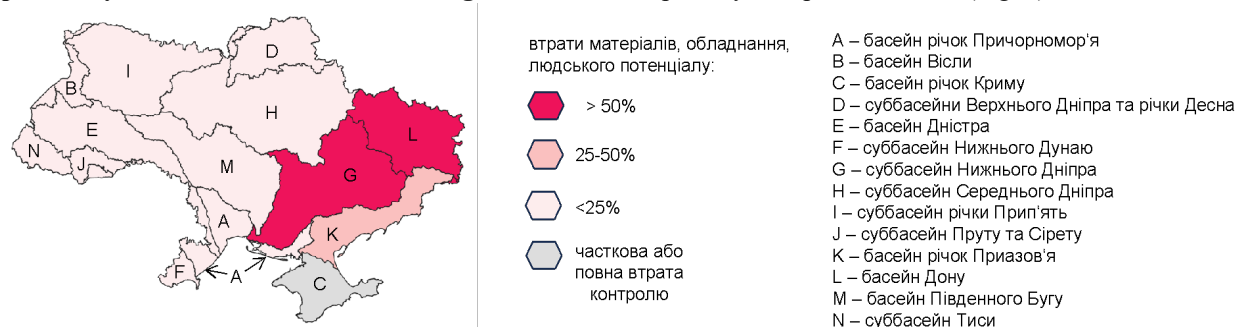 D
I
B
H
L
E
N
J
M
G
A
K
F
A
C
втрати матеріалів, обладнання,
людського потенціалу:
> 50%
25-50%
<25%
часткова або
повна втрата
контролю
A – басейн річок Причорномор'я
B – басейн Вісли
C – басейн річок Криму
D – суббасейни Верхнього Дніпра та річки Десна
E – басейн Дністра
F – суббасейн Нижнього Дунаю
G – суббасейн Нижнього Дніпра
H – суббасейн Середнього Дніпра
I – суббасейн річки Прип'ять
J – суббасейн Пруту та Сірету
K – басейн річок Приазов'я
L – басейн Дону
M – басейн Південного Бугу
N – суббасейн Тиси